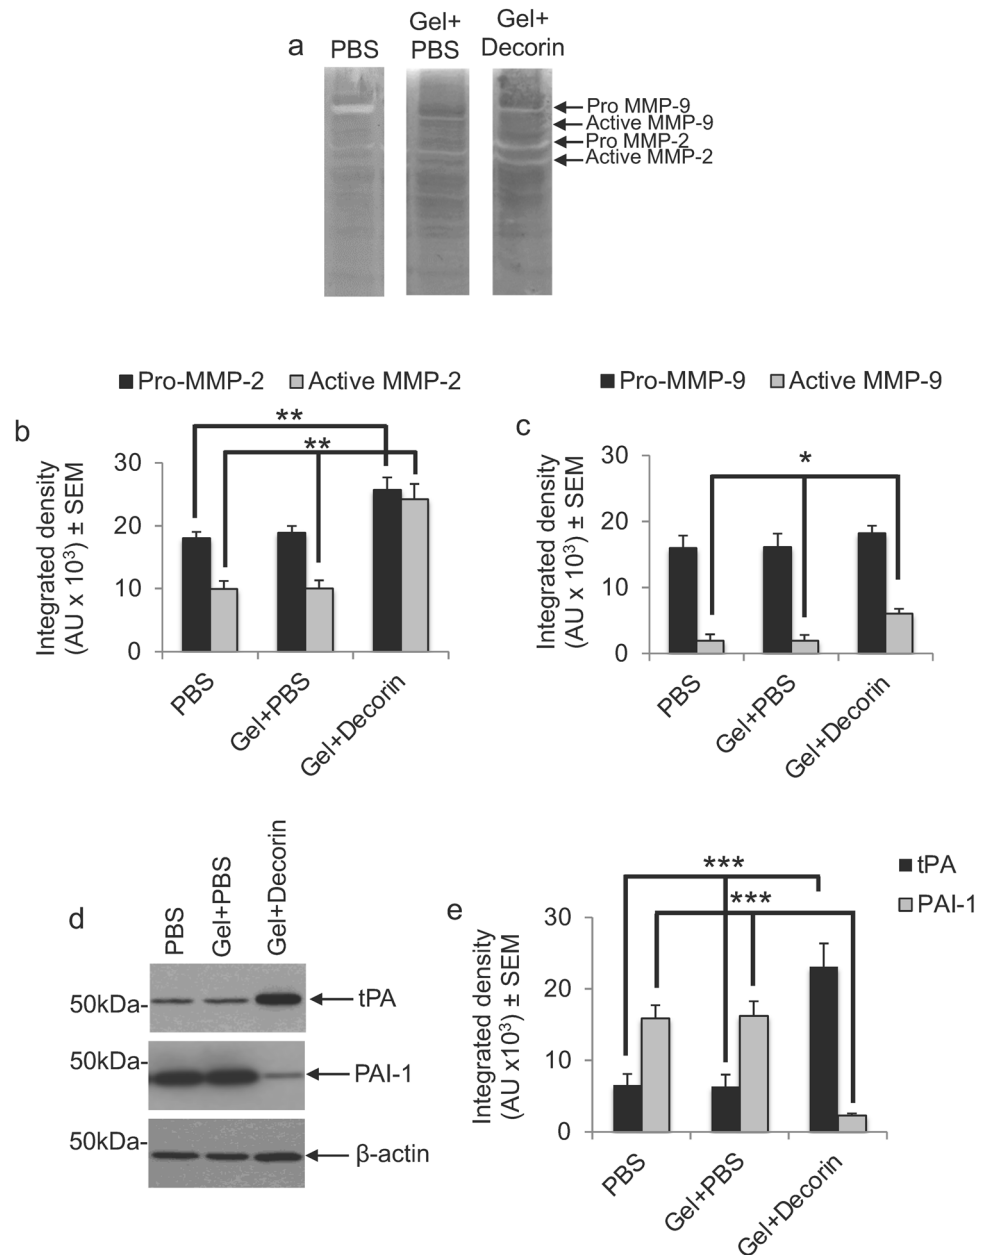 a
PBS
Gel+
PBS
Gel+
Decorin
Pro MMP-9
Active MMP-9
Pro MMP-2
Active MMP-2
Pro-MMP-2
Active MMP-2
b
**
**
Integrated density
(AU x 10³) ± SEM
30
20
10
0
PBS
Gel+PBS
Gel+Decorin
Pro-MMP-9
Active MMP-9
c
*
Integrated density
(AU x 10³) ± SEM
30
20
10
0
PBS
Gel+PBS
Gel+Decorin
d
PBS
Gel+PBS
Gel+Decorin
50kDa-
tPA
50kDa-
PAI-1
50kDa-
β-actin
e
***
***
tPA
PAI-1
Integrated density
(AU x10³) ± SEM
30
20
10
0
PBS
Gel+PBS
Gel+Decorin